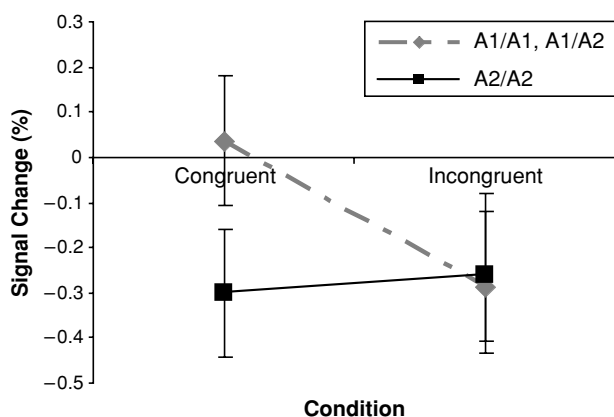 0.3
0.2
0.1
0
−0.1
−0.2
−0.3
−0.4
−0.5
Signal Change (%)
Congruent
Incongruent
Condition
A1/A1, A1/A2
A2/A2